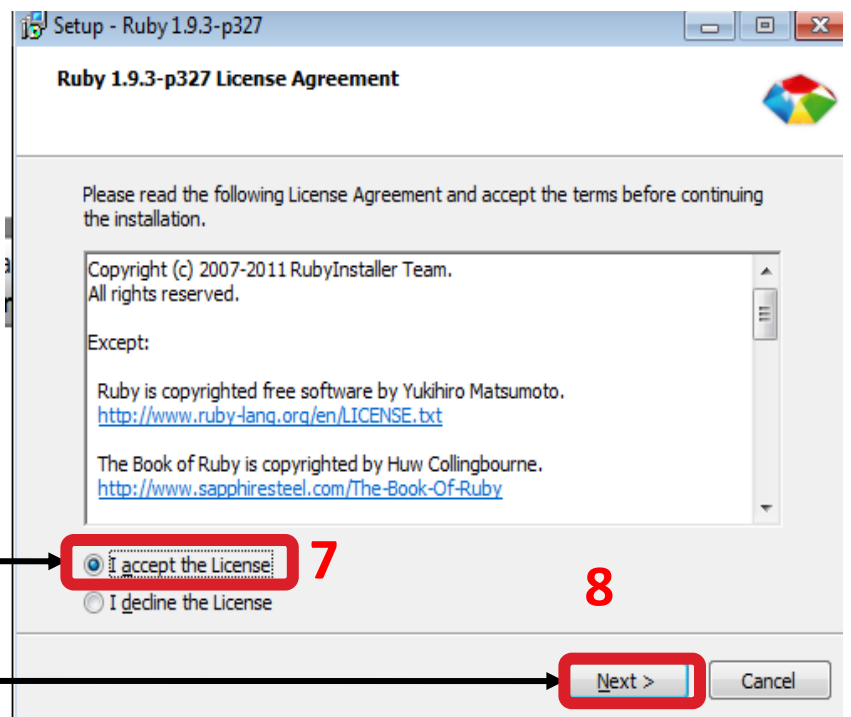 Setup - Ruby 1.9.3-p327
Ruby 1.9.3-p327 License Agreement
Please read the following License Agreement and accept the terms before continuing
the installation.
Copyright (c) 2007-2011 RubyInstaller Team.
All rights reserved.
Except:
Ruby is copyrighted free software by Yukihiro Matsumoto.
http://www.ruby-lang.org/en/LICENSE.txt
The Book of Ruby is copyrighted by Huw Collingbourne.
http://www.sapphiresteel.com/The-Book-Of-Ruby
I accept the License 7
I decline the License
8
Next > Cancel